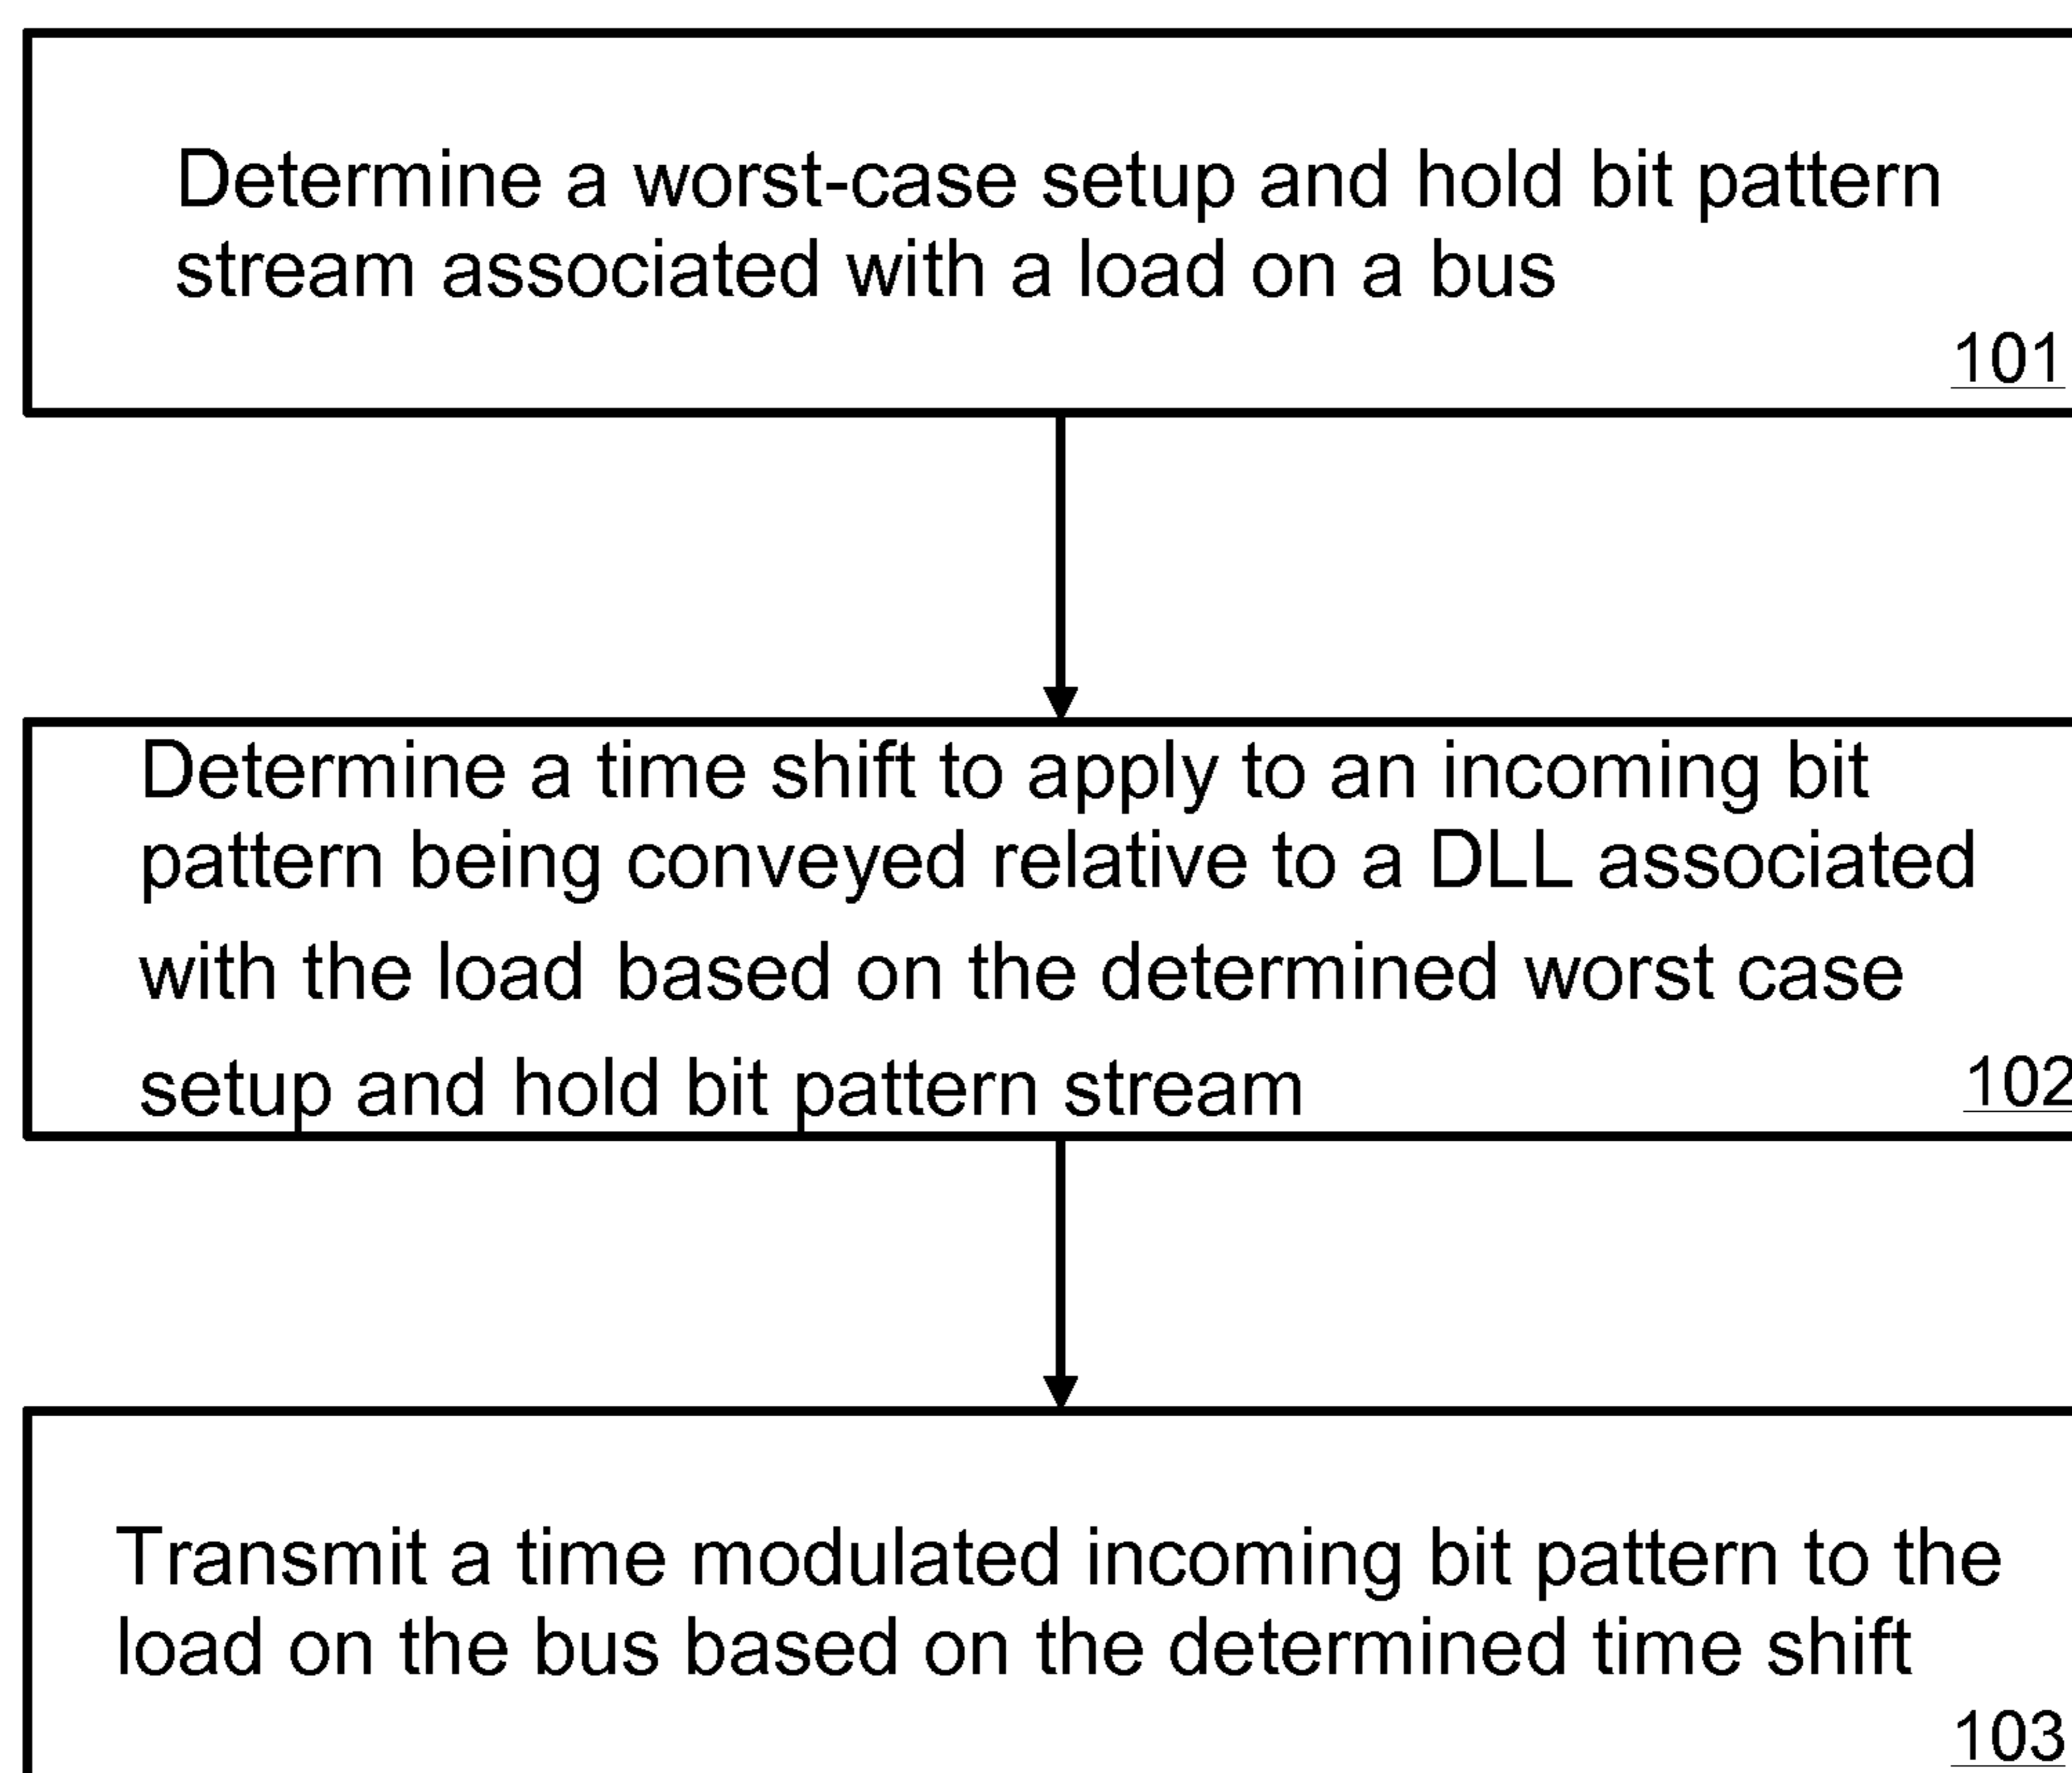 Determine a worst-case setup and hold bit pattern
stream associated with a load on a bus
101
Determine a time shift to apply to an incoming bit
pattern being conveyed relative to a DLL associated
with the load based on the determined worst case
setup and hold bit pattern stream
102
Transmit a time modulated incoming bit pattern to the
load on the bus based on the determined time shift
103